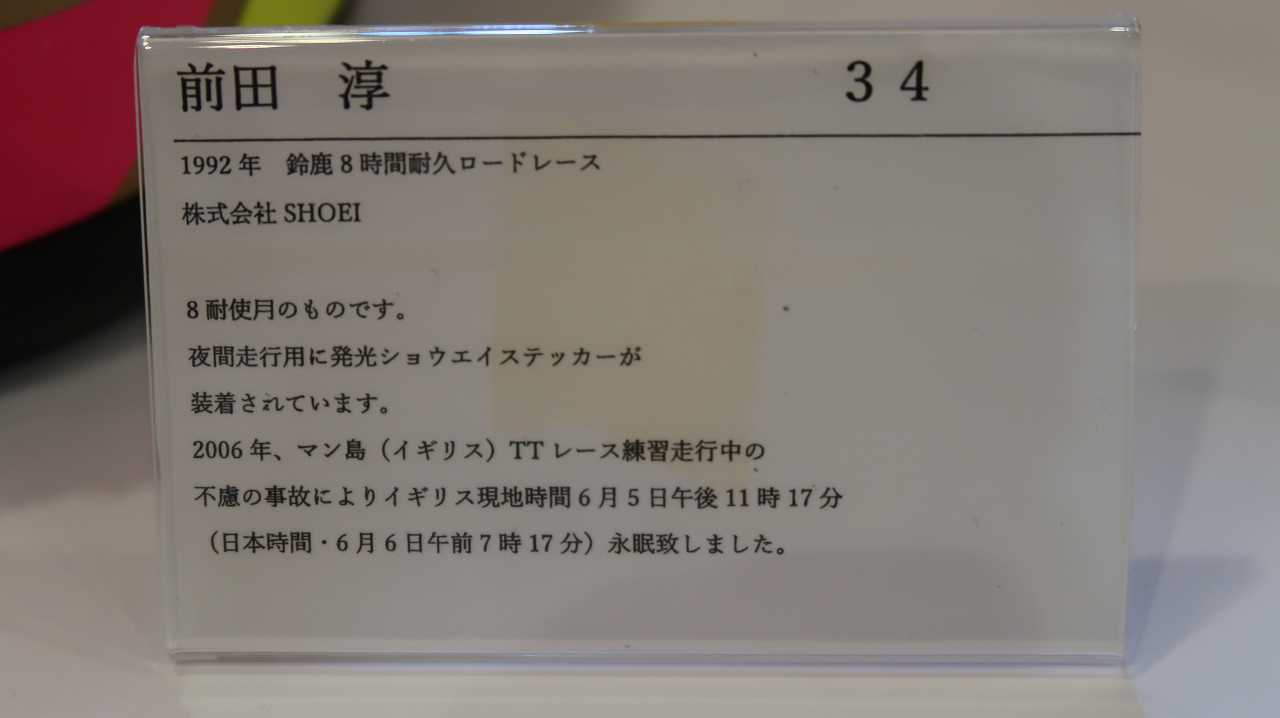 前田　淳　３４
1992 年　鈴鹿 8 時間耐久ロードレース
株式会社 SHOEI
8 耐使用のものです。
夜間走行用に発光ショウエイステッカーが
装着されています。
2006 年、マン島（イギリス）TT レース練習走行中の
不慮の事故によりイギリス現地時間 6 月 5 日午後 11 時 17 分
（日本時間・6 月 6 日午前 7 時 17 分）永眠致しました。